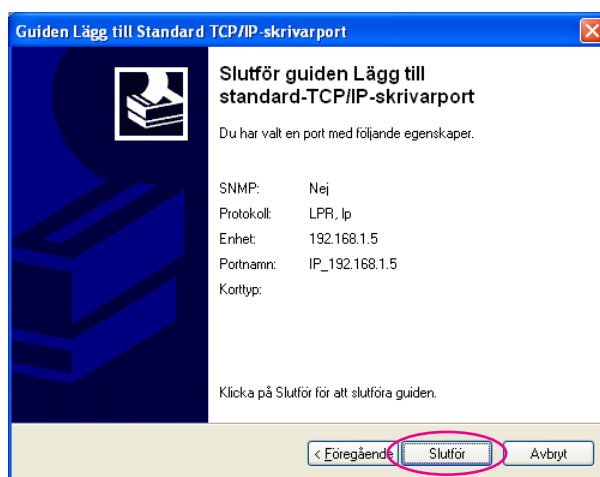 Guiden Lägg till Standard TCP/IP-skrivarport
Slutför guiden Lägg till
standard-TCP/IP-skrivarport
Du har valt en port med följande egenskaper.
SNMP: Nej
Protokoll: LPR, lp
Enhet: 192.168.1.5
Portnamn: IP_192.168.1.5
Korttyp:
Klicka på Slutför för att slutföra guiden.
< Föregående Slutför Avbryt